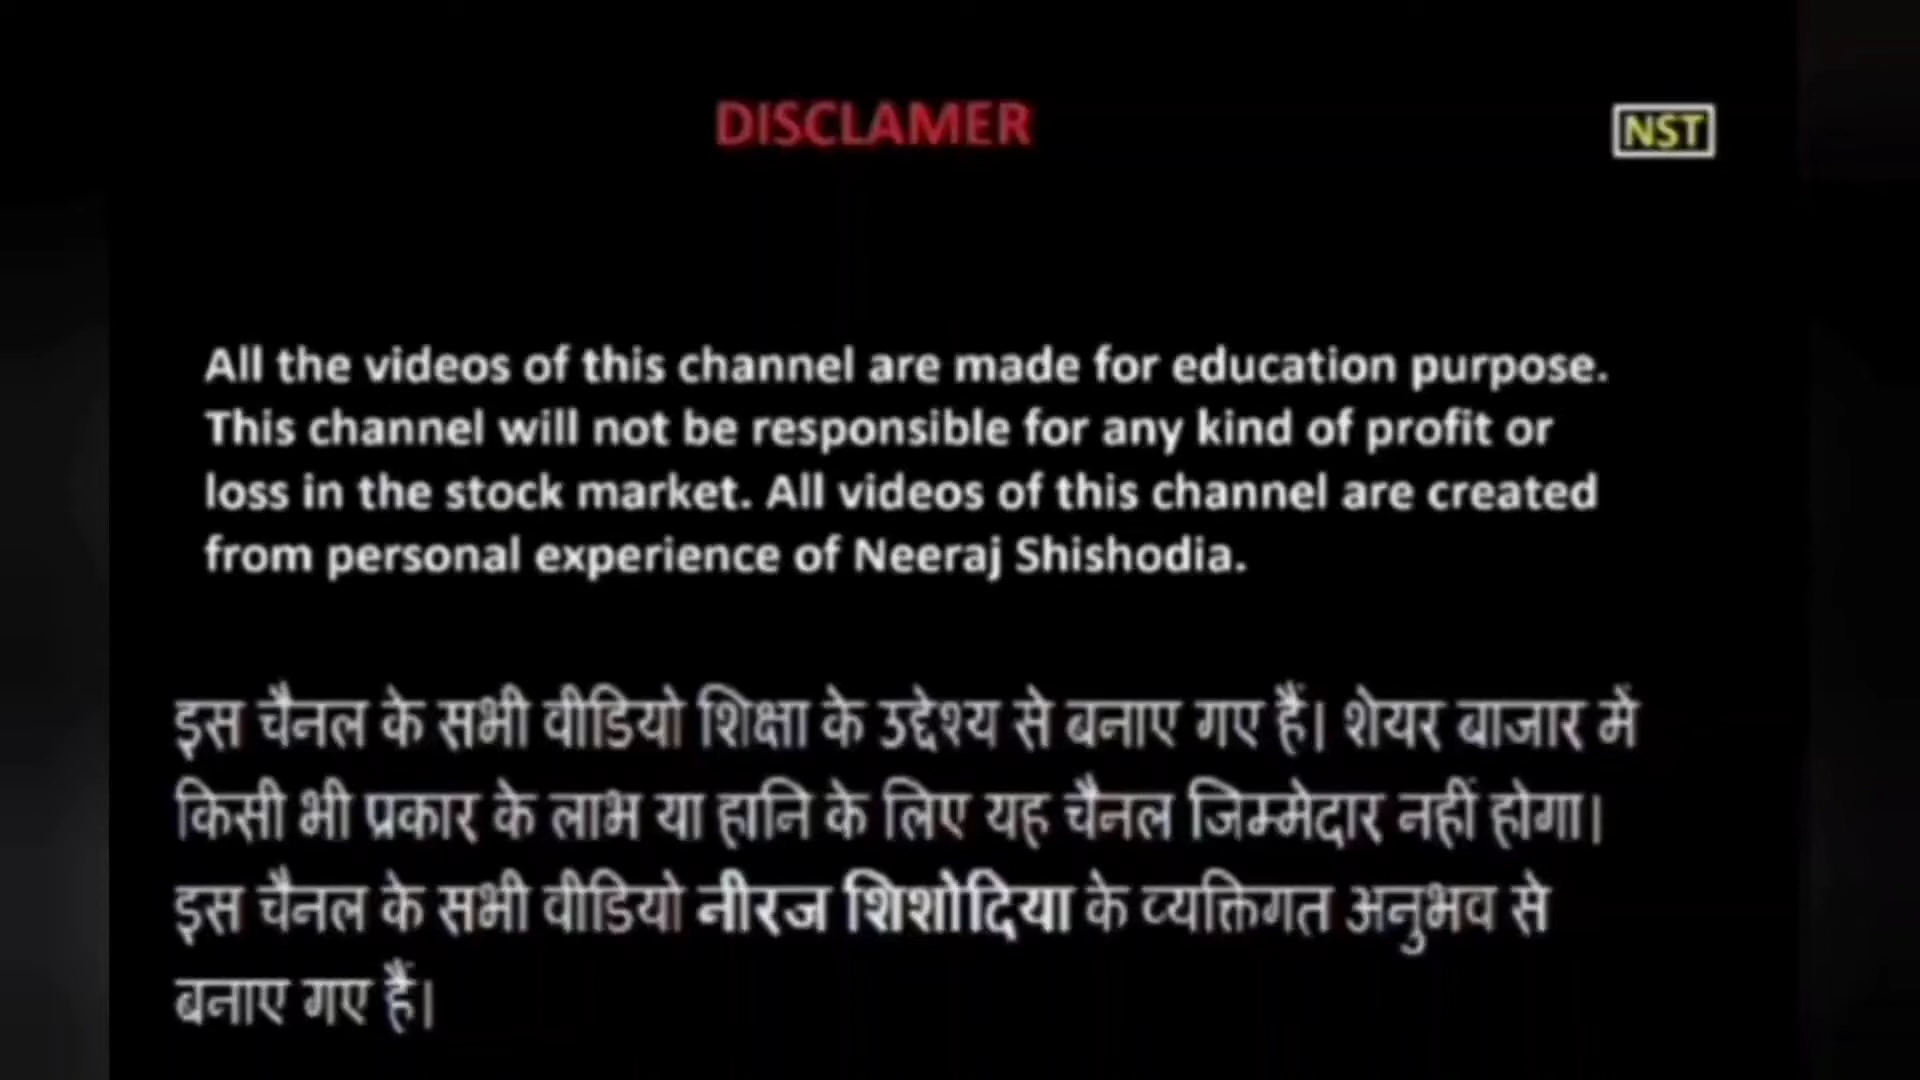 DISCLAMER
NST
All the videos of this channel are made for education purpose.
This channel will not be responsible for any kind of profit or
loss in the stock market. All videos of this channel are created
from personal experience of Neeraj Shishodia.
इस चैनल के सभी वीडियो शिक्षा के उद्देश्य से बनाए गए हैं। शेयर बाजार में
किसी भी प्रकार के लाभ या हानि के लिए यह चैनल जिम्मेदार नहीं होगा।
इस चैनल के सभी वीडियो नीरज शिशोदिया के व्यक्तिगत अनुभव से
बनाए गए हैं।